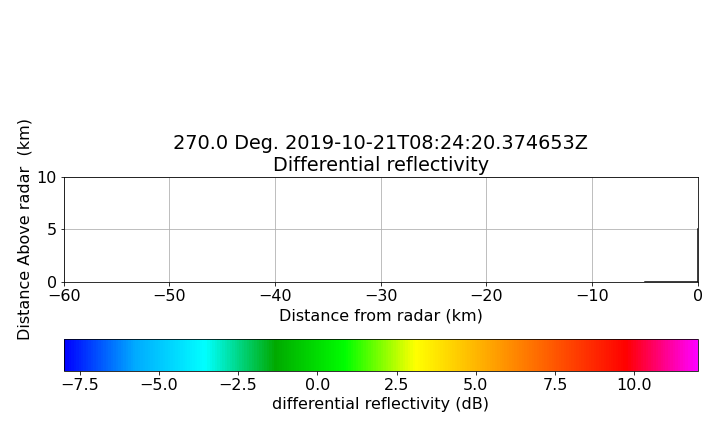 270.0 Deg. 2019-10-21T08:24:20.374653Z
Differential reflectivity
Distance Above radar  (km)
10
5
0
−60 −50 −40 −30 −20 −10 0
Distance from radar (km)
−7.5 −5.0 −2.5 0.0 2.5 5.0 7.5 10.0
differential reflectivity (dB)